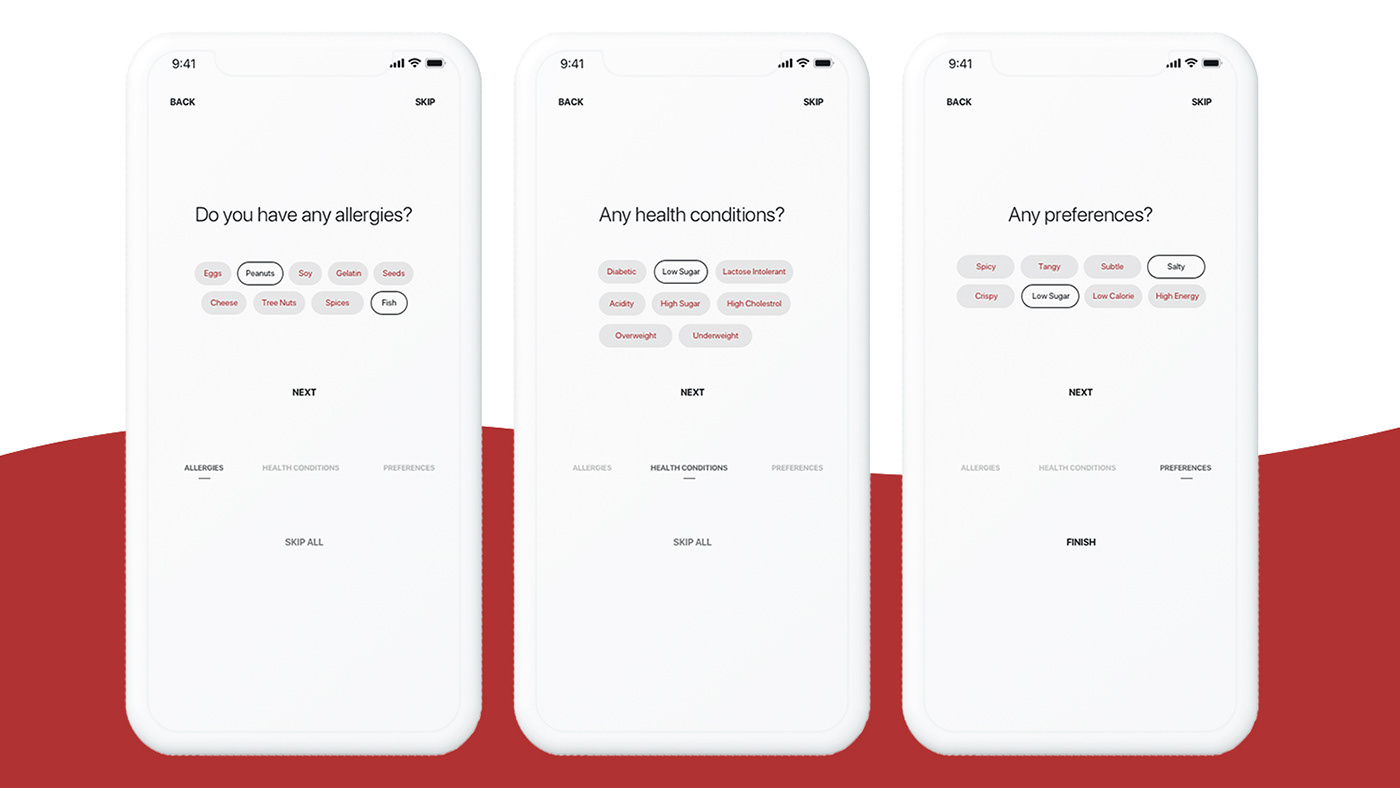 9:41
BACK SKIP
Do you have any allergies?
Eggs Peanuts Soy Gelatin Seeds
Cheese Tree Nuts Spices Fish
NEXT
ALLERGIES HEALTH CONDITIONS PREFERENCES
SKIP ALL
9:41
BACK SKIP
Any health conditions?
Diabetic Low Sugar Lactose Intolerant
Acidity High Sugar High Cholestrol
Overweight Underweight
NEXT
ALLERGIES HEALTH CONDITIONS PREFERENCES
SKIP ALL
9:41
BACK SKIP
Any preferences?
Spicy Tangy Subtle Salty
Crispy Low Sugar Low Calorie High Energy
NEXT
ALLERGIES HEALTH CONDITIONS PREFERENCES
FINISH